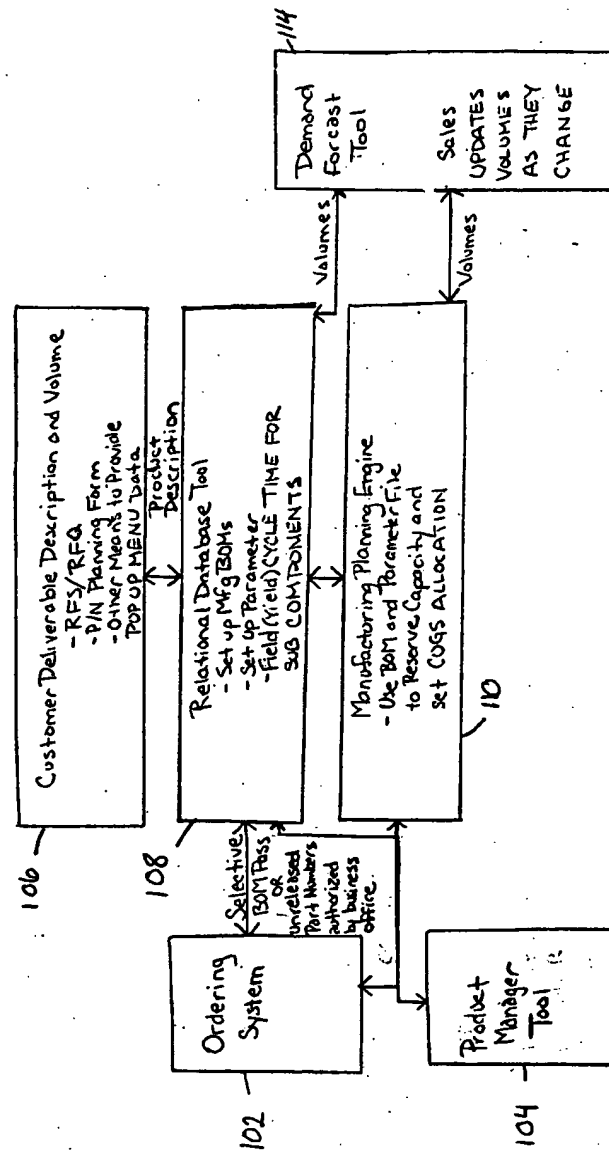 106
Customer Deliverable Description and Volume
- RFS/RFQ
- P/N Planning Form
- Other Means to Provide
POP UP MENU DATA
Product
Description
108
Relational Database Tool
- Set up Mfg BOMs
- Set up Parameter
- Field (Yield) CYCLE TIME FOR
SUB COMPONENTS
110
Manufacturing Planning Engine
- Use BOM and Parameter File
to Reserve Capacity and
set COGS ALLOCATION
102
Ordering
System
Selective
BOM Pass
OR
unreleased
Part Numbers
authorized
by business
office
104
Product
Manager
Tool
114
Demand
Forcast
Tool
Sales
UPDATES
VOLUMES
AS THEY
CHANGE
Volumes
Volumes